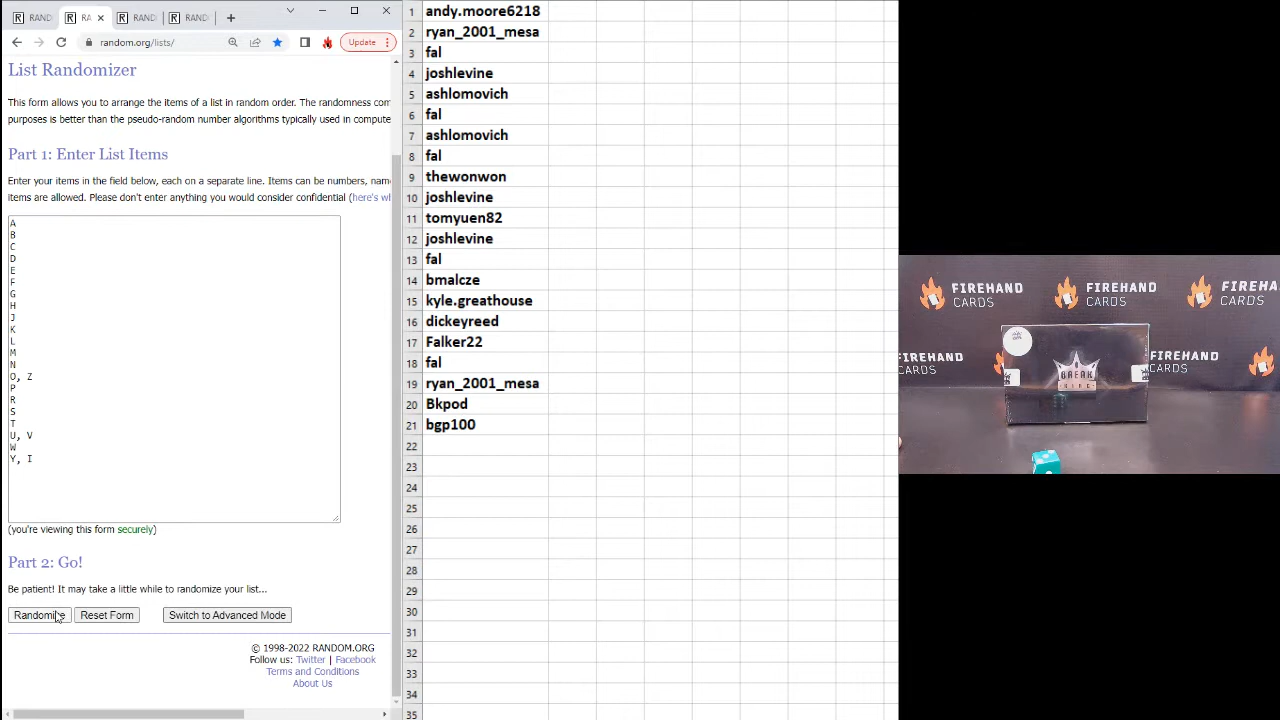 RAND
RA
RAND
RAND
random.org/lists/
Update
List Randomizer
This form allows you to arrange the items of a list in random order. The randomness com
purposes is better than the pseudo-random number algorithms typically used in compute
Part 1: Enter List Items
Enter your items in the field below, each on a separate line. Items can be numbers, nam
items are allowed. Please don't enter anything you would consider confidential (here's wl
A
B
C
D
E
F
G
H
J
K
L
M
N
O, Z
P
R
S
T
U, V
W
Y, I
(you're viewing this form securely)
Part 2: Go!
Be patient! It may take a little while to randomize your list...
Randomize Reset Form Switch to Advanced Mode
© 1998-2022 RANDOM.ORG
Follow us: Twitter | Facebook
Terms and Conditions
About Us
1 andy.moore6218
2 ryan_2001_mesa
3 fal
4 joshlevine
5 ashlomovich
6 fal
7 ashlomovich
8 fal
9 thewonwon
10 joshlevine
11 tomyuen82
12 joshlevine
13 fal
14 bmalcze
15 kyle.greathouse
16 dickeyreed
17 Falker22
18 fal
19 ryan_2001_mesa
20 Bkpod
21 bgp100
22
23
24
25
26
27
28
29
30
31
32
33
34
35
FIREHAND CARDS
FIREHAND CARDS
FIREHA CARDS
FIREHAND CARDS
FIREHAND CARDS
BREAK
KING